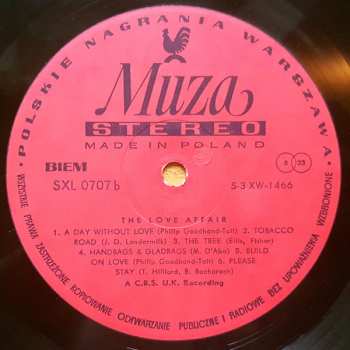 • POLSKIE NAGRANIA WARSZAWA •
Muza
STEREO
MADE IN POLAND
BIEM
SXL 0707 b
S-3 XW-1466
33
THE LOVE AFFAIR
1. A DAY WITHOUT LOVE (Philip Goodhand-Tait) 2. TOBACCO
ROAD (J. D. Loudermilk) 3. THE TREE (Ellis, Fisher)
4. HANDBAGS & GLADRAGS (M. D'Abo) 5. BUILD
ON LOVE (Philip Goodhand-Tait) 6. PLEASE
STAY (T. Hilliard, B. Bacharach)
A C.B.S. U.K. Recording
WSZYSTKIE PRAWA ZASTRZEŻONE KOPIOWANIE ODTWARZANIE PUBLICZNE I RADIOWE BEZ UPOWAŻNIENIA WZBRONIONE